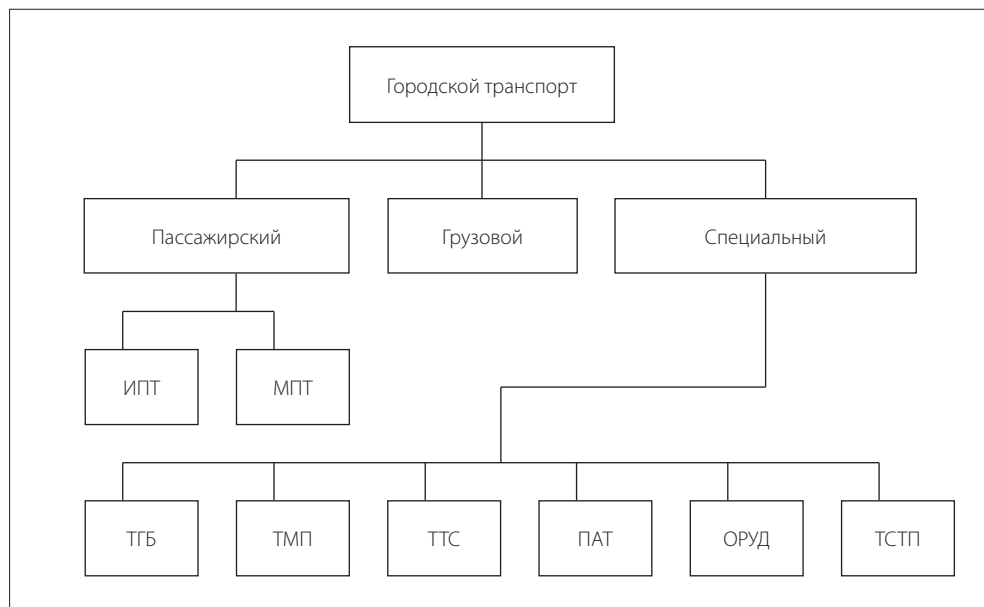 Городской транспорт
Пассажирский
Грузовой
Специальный
ИПТ
МПТ
ТГБ
ТМП
ТТС
ПАТ
ОРУД
ТСТП